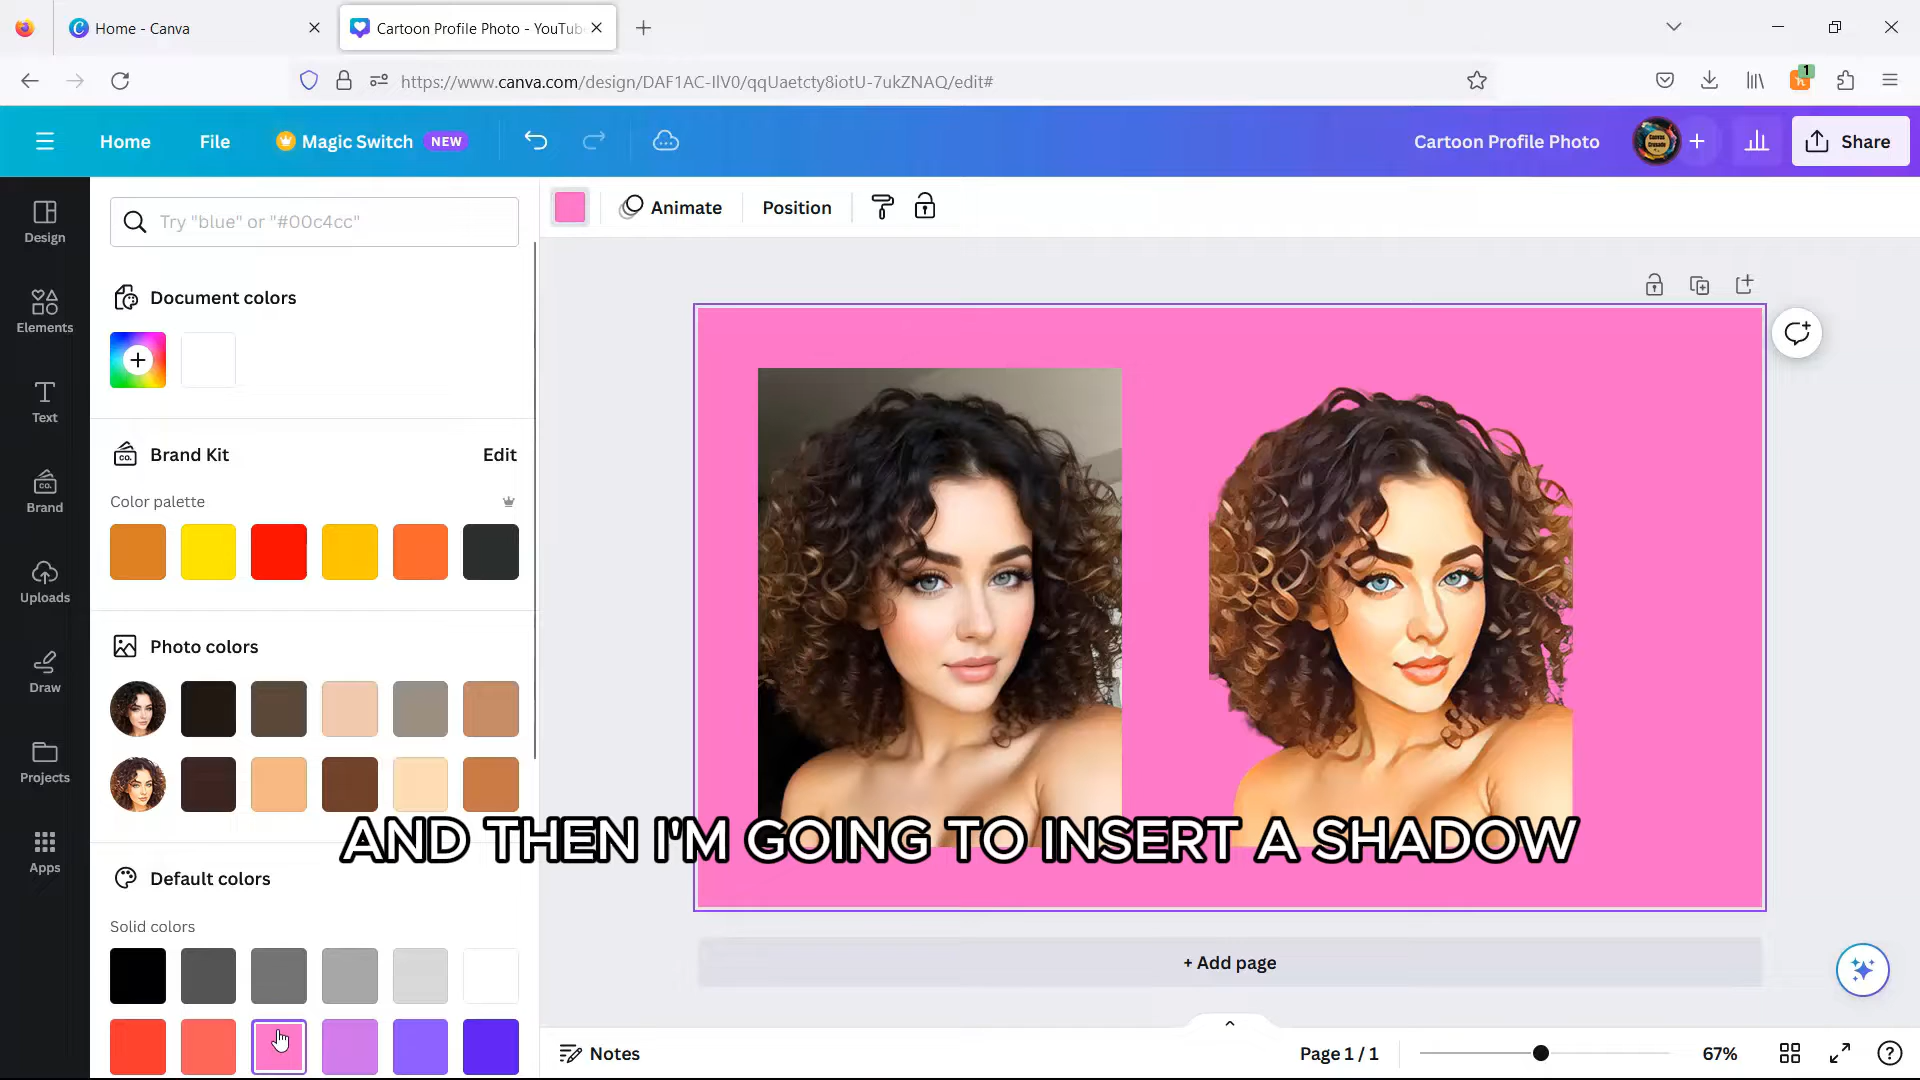 Home - Canva
Cartoon Profile Photo - YouTub
https://www.canva.com/design/DAF1AC-IlV0/qqUaetcty8iotU-7ukZNAQ/edit#
1
Home
File
Magic Switch
NEW
Cartoon Profile Photo
Share
Design
Elements
Text
Brand
Uploads
Draw
Projects
Apps
Try "blue" or "#00c4cc"
Document colors
Brand Kit
Edit
Color palette
Photo colors
Default colors
Solid colors
Animate
Position
AND THEN I'M GOING TO INSERT A SHADOW
+ Add page
Notes
Page 1 / 1
67%